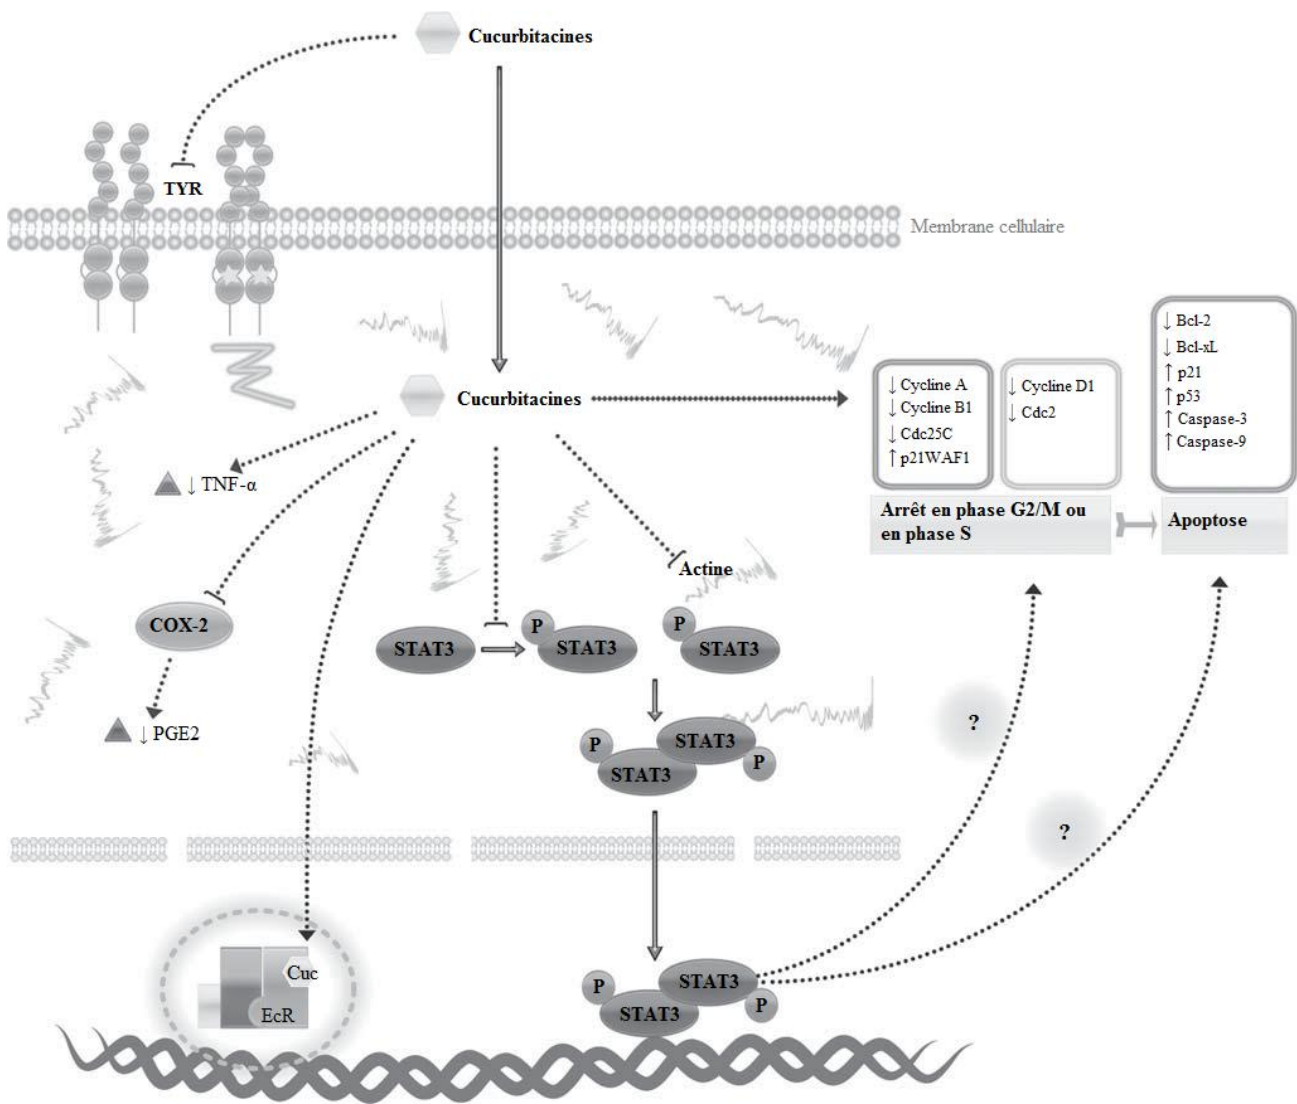 Cucurbitacines
TYR
Membrane cellulaire
Cucurbitacines
↓ TNF-α
COX-2
↓ PGE2
Actine
STAT3
P
STAT3
P
STAT3
P
STAT3
STAT3
P
↓ Cycline A
↓ Cycline B1
↓ Cdc25C
↑ p21WAF1
↓ Cycline D1
↓ Cdc2
Arrêt en phase G2/M ou
en phase S
↓ Bcl-2
↓ Bcl-xL
↑ p21
↑ p53
↑ Caspase-3
↑ Caspase-9
Apoptose
?
?
Cuc
EcR
P
STAT3
STAT3
P